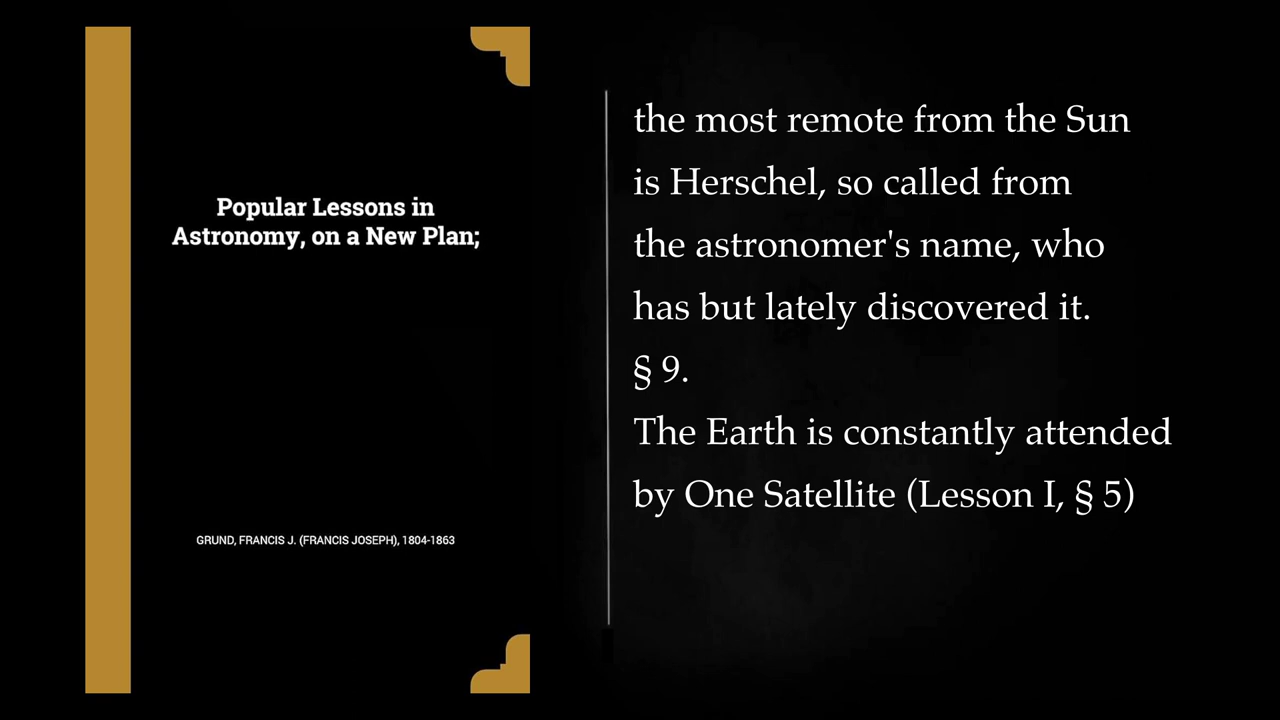 Popular Lessons in
Astronomy, on a New Plan;
GRUND, FRANCIS J. (FRANCIS JOSEPH), 1804-1863
the most remote from the Sun
is Herschel, so called from
the astronomer's name, who
has but lately discovered it.
§ 9.
The Earth is constantly attended
by One Satellite (Lesson I, § 5)